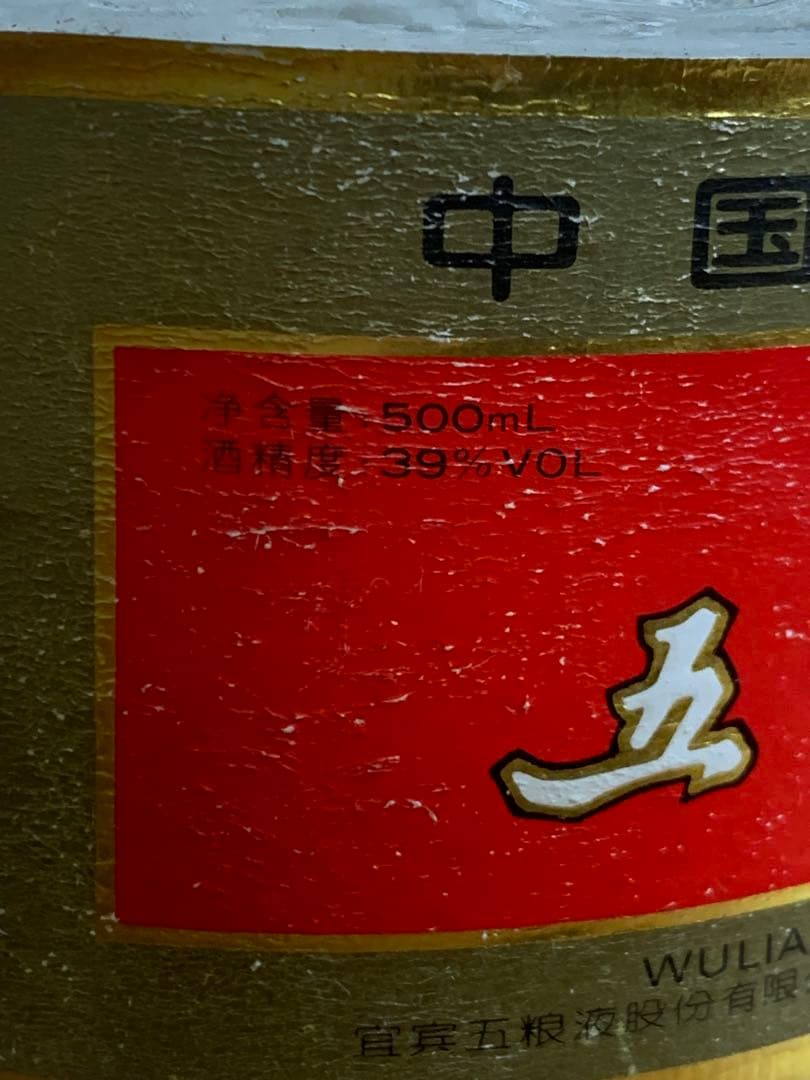 中国
净含量:500mL
酒精度:39%VOL
五
WULIA
宜宾五粮液股份有限